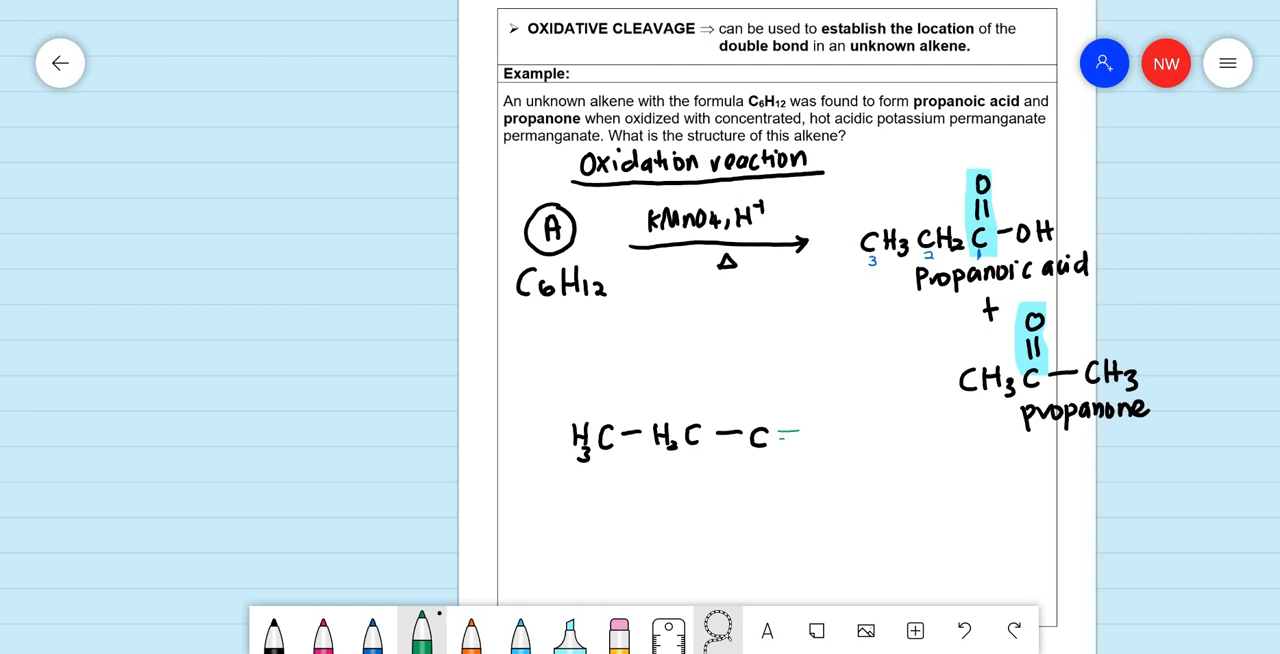 ➢ OXIDATIVE CLEAVAGE ⇒ can be used to establish the location of the
double bond in an unknown alkene.
Example:
An unknown alkene with the formula C₆H₁₂ was found to form propanoic acid and
propanone when oxidized with concentrated, hot acidic potassium permanganate
permanganate. What is the structure of this alkene?
Oxidation reaction
A
C6H12
KMnO4, H+
Δ
O
||
CH3 CH2 C - OH
3 2 1
Propanoic acid
+
O
||
CH3 C - CH3
propanone
H3C - H2C - C =
NW
A